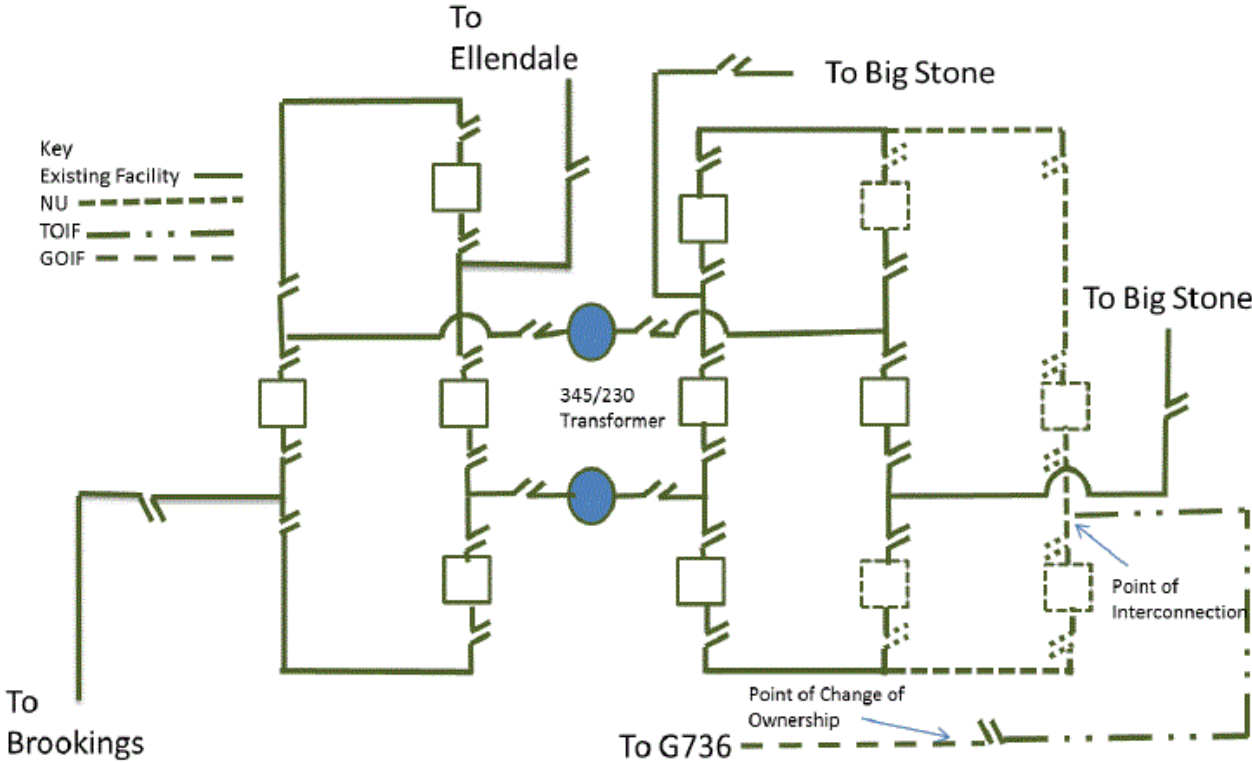 To
Ellendale
To Big Stone
Key
Existing Facility
NU
TOIF
GOIF
To Big Stone
345/230
Transformer
Point of
Interconnection
Point of Change of
Ownership
To
Brookings
To G736